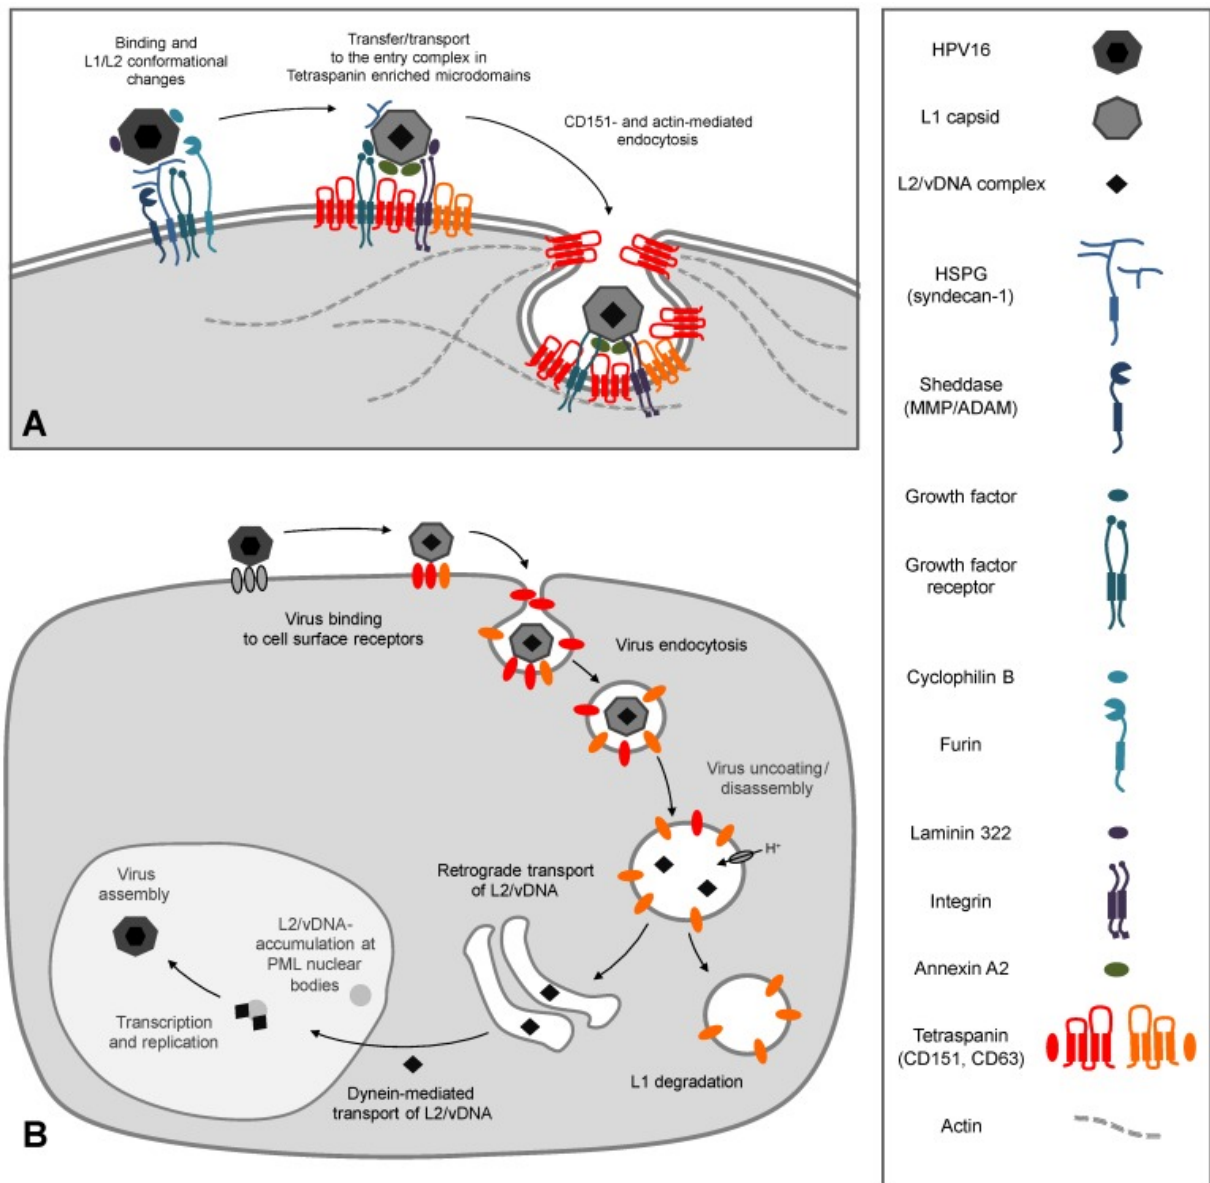 Binding and
L1/L2 conformational
changes
Transfer/transport
to the entry complex in
Tetraspanin enriched microdomains
CD151- and actin-mediated
endocytosis
A
Virus binding
to cell surface receptors
Virus endocytosis
Virus uncoating/
disassembly
H⁺
Retrograde transport
of L2/vDNA
Virus
assembly
L2/vDNA-
accumulation at
PML nuclear
bodies
Transcription
and replication
Dynein-mediated
transport of L2/vDNA
L1 degradation
B
HPV16
L1 capsid
L2/vDNA complex
HSPG
(syndecan-1)
Sheddase
(MMP/ADAM)
Growth factor
Growth factor
receptor
Cyclophilin B
Furin
Laminin 322
Integrin
Annexin A2
Tetraspanin
(CD151, CD63)
Actin